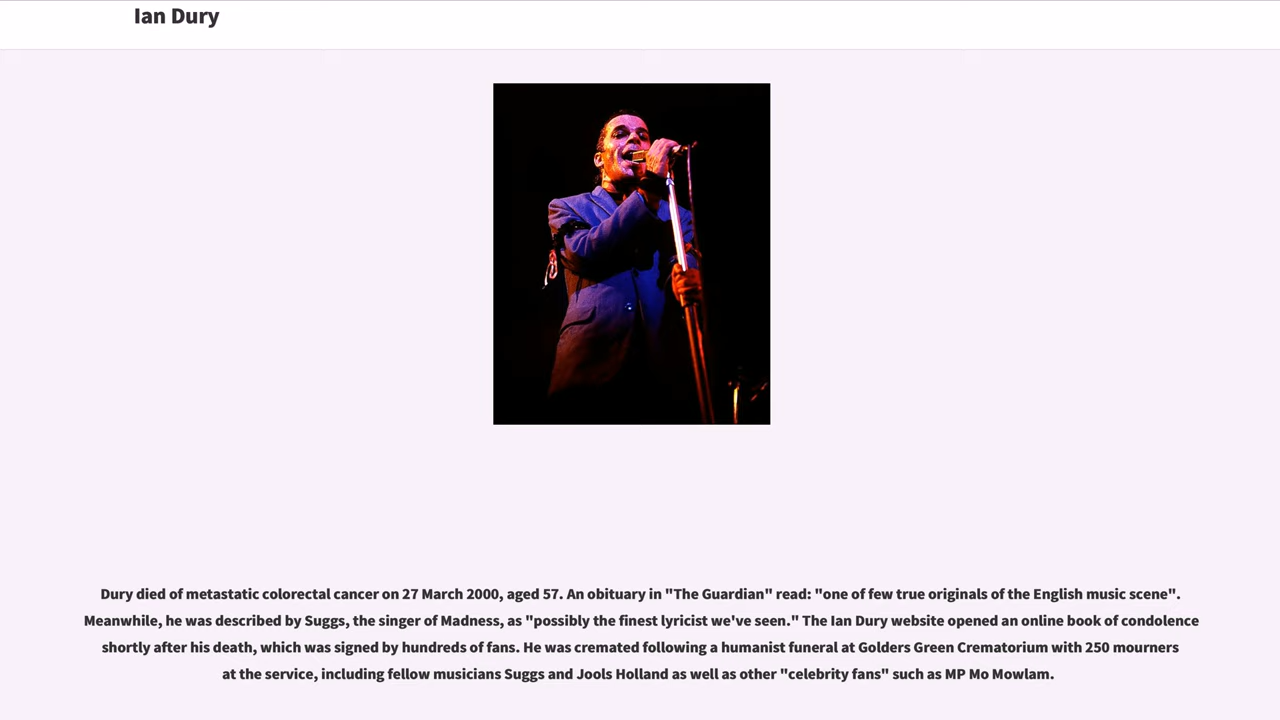 Ian Dury
Dury died of metastatic colorectal cancer on 27 March 2000, aged 57. An obituary in "The Guardian" read: "one of few true originals of the English music scene".
Meanwhile, he was described by Suggs, the singer of Madness, as "possibly the finest lyricist we've seen." The Ian Dury website opened an online book of condolence
shortly after his death, which was signed by hundreds of fans. He was cremated following a humanist funeral at Golders Green Crematorium with 250 mourners
at the service, including fellow musicians Suggs and Jools Holland as well as other "celebrity fans" such as MP Mo Mowlam.